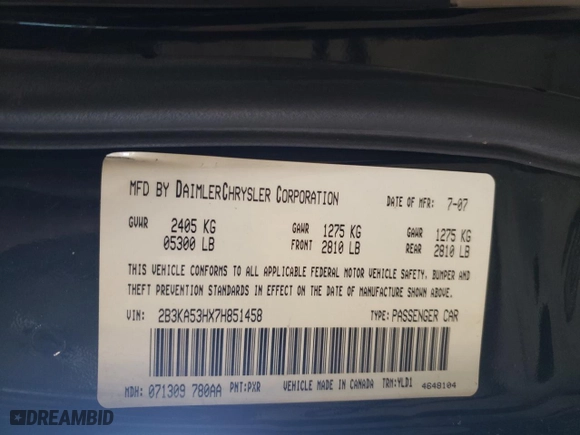 MFD BY DAIMLERCHRYSLER CORPORATION DATE OF MFR: 7-07
GVWR 2405 KG GAWR 1275 KG GAWR 1275 KG
05300 LB FRONT 2810 LB REAR 2810 LB
THIS VEHICLE CONFORMS TO ALL APPLICABLE FEDERAL MOTOR VEHICLE SAFETY, BUMPER AND
THEFT PREVENTION STANDARDS IN EFFECT ON THE DATE OF MANUFACTURE SHOWN ABOVE.
VIN: 2B3KA53HX7H851458 TYPE: PASSENGER CAR
MDH: 071309 780AA PNT:PXR VEHICLE MADE IN CANADA TRM:YLD1 4648104
DREAMBID